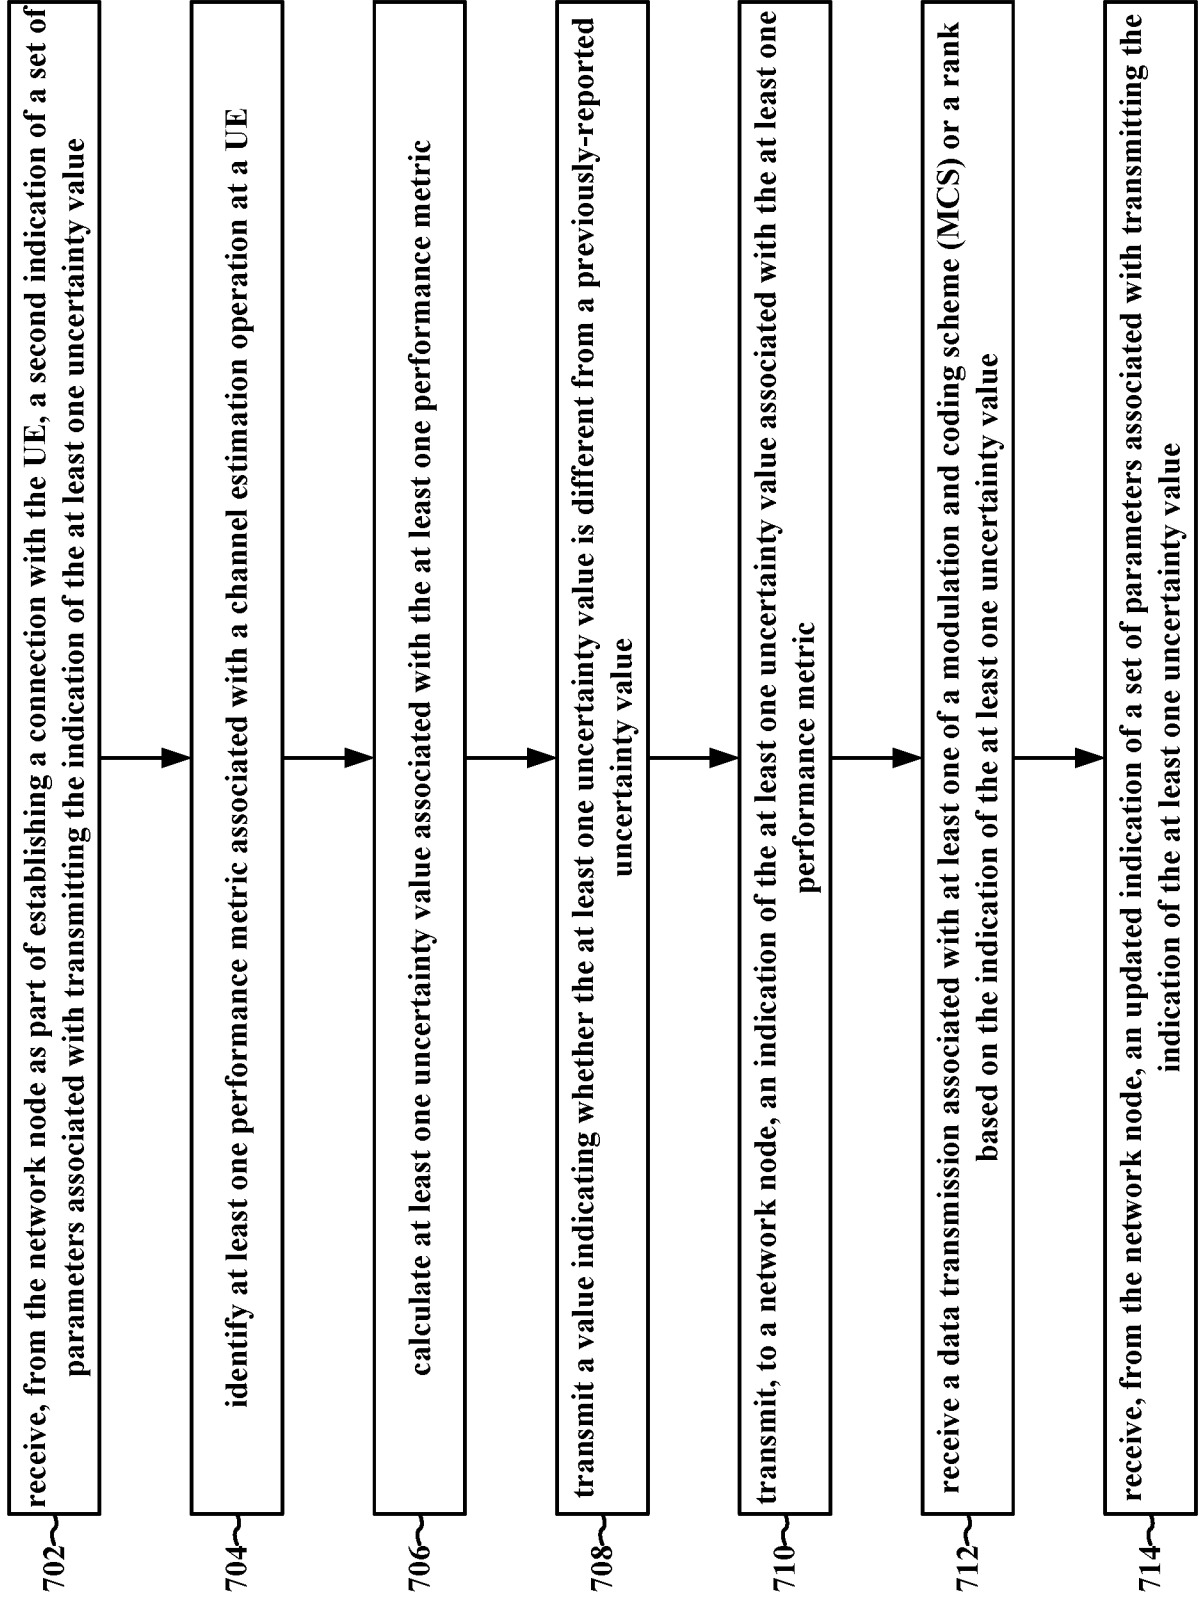 receive, from the network node as part of establishing a connection with the UE, a second indication of a set of
parameters associated with transmitting the indication of the at least one uncertainty value
702
identify at least one performance metric associated with a channel estimation operation at a UE
704
calculate at least one uncertainty value associated with the at least one performance metric
706
transmit a value indicating whether the at least one uncertainty value is different from a previously-reported
uncertainty value
708
transmit, to a network node, an indication of the at least one uncertainty value associated with the at least one
performance metric
710
receive a data transmission associated with at least one of a modulation and coding scheme (MCS) or a rank
based on the indication of the at least one uncertainty value
712
receive, from the network node, an updated indication of a set of parameters associated with transmitting the
indication of the at least one uncertainty value
714